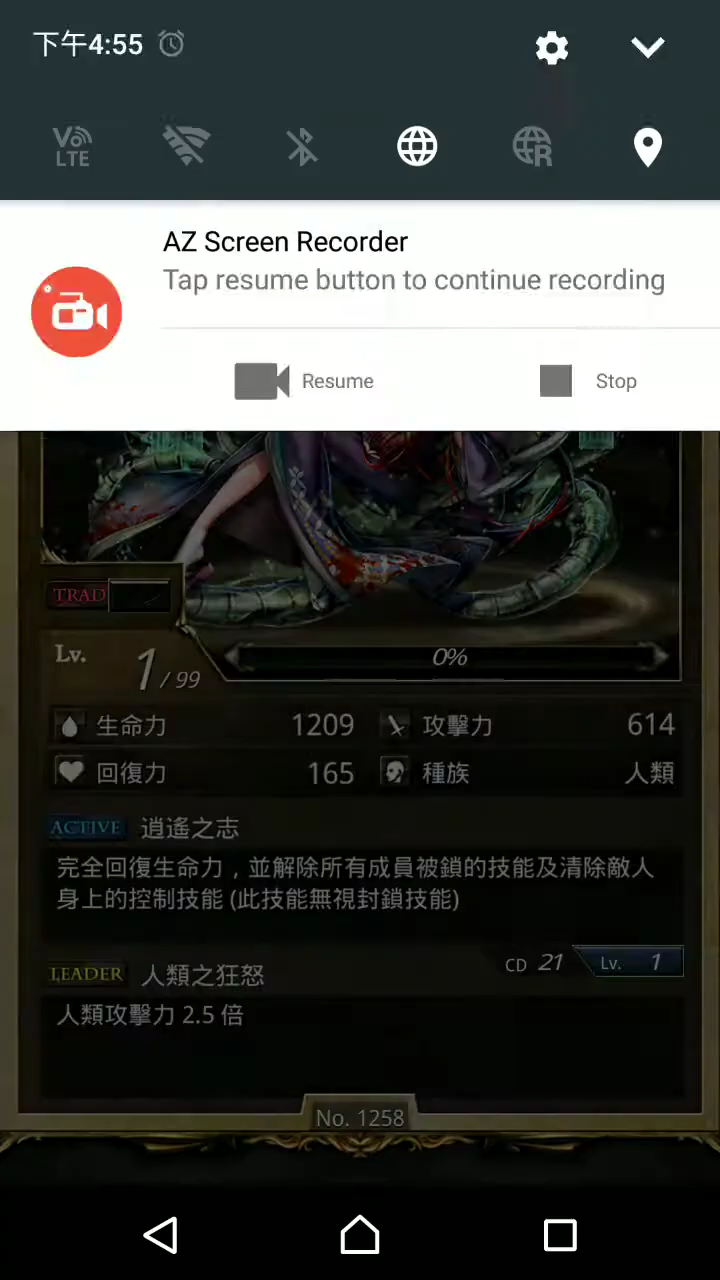 下午4:55
VoLTE
R
AZ Screen Recorder
Tap resume button to continue recording
Resume
Stop
TRAD
Lv. 1/99
0%
生命力 1209 攻擊力 614
回復力 165 種族 人類
ACTIVE 逍遙之志
完全回復生命力，並解除所有成員被鎖的技能及清除敵人
身上的控制技能 (此技能無視封鎖技能)
LEADER 人類之狂怒 CD 21 Lv. 1
人類攻擊力 2.5 倍
No. 1258